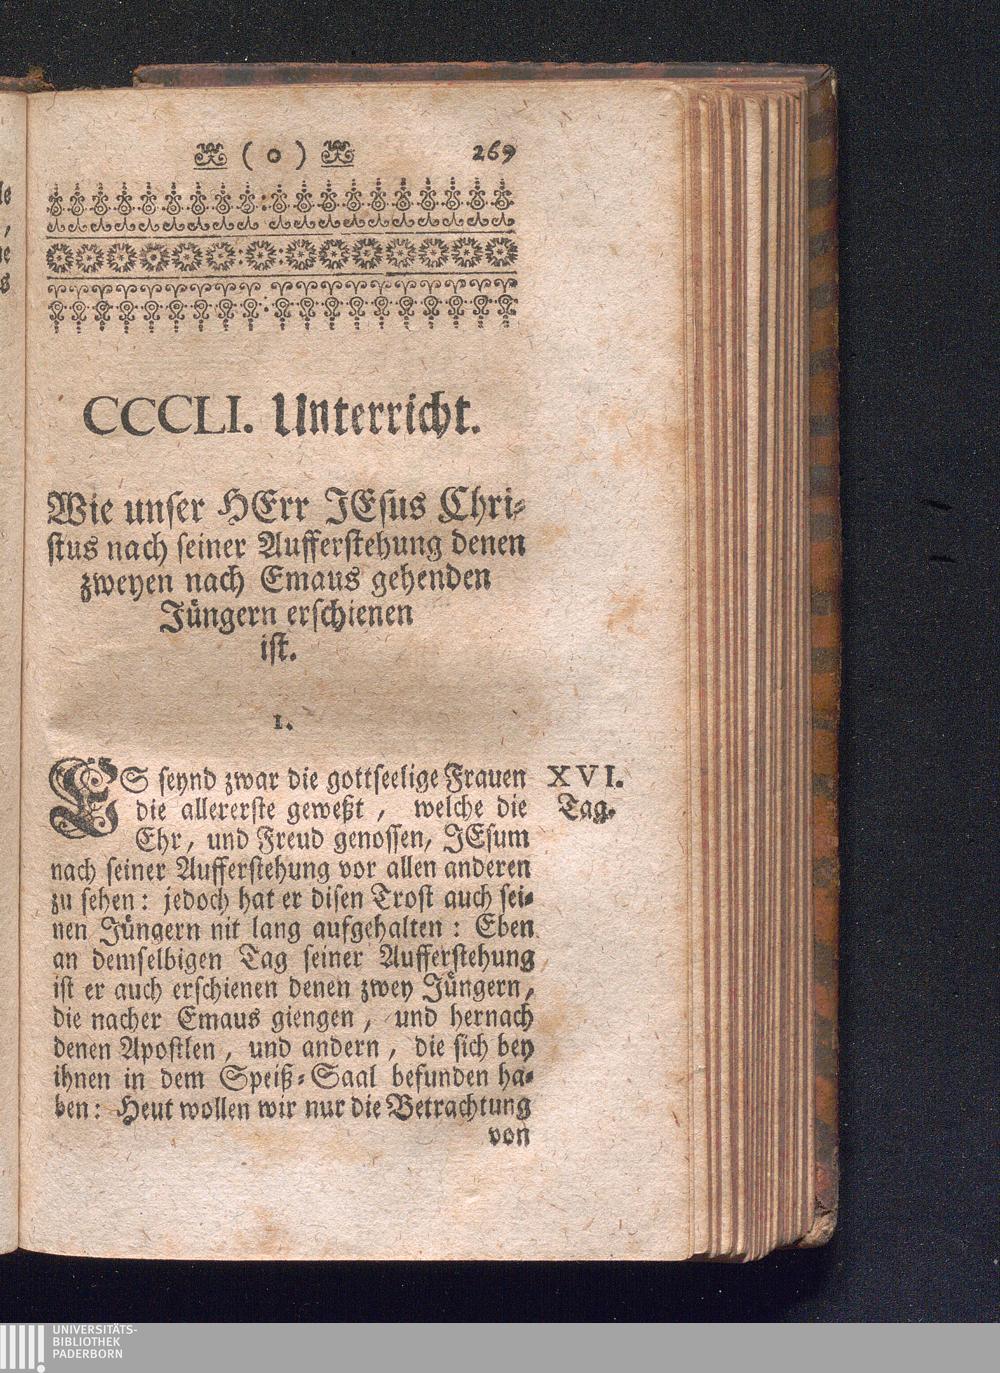 ( o ) 269
CCCLI. Unterricht.
Wie unser HErr JEsus Chri-
stus nach seiner Aufferstehung denen
zweyen nach Emaus gehenden
Jüngern erschienen
ist.
1.
ES seynd zwar die gottseelige Frauen
die allererste geweßt, welche die
Ehr, und Freud genossen, JEsum
nach seiner Aufferstehung vor allen anderen
zu sehen: jedoch hat er disen Trost auch sei-
nen Jüngern nit lang aufgehalten: Eben
an demselbigen Tag seiner Aufferstehung
ist er auch erschienen denen zwey Jüngern,
die nacher Emaus giengen, und hernach
denen Apostlen, und andern, die sich bey
ihnen in dem Speiß-Saal befunden ha-
ben: Heut wollen wir nur die Betrachtung
von
XVI.
Tag.
UNIVERSITÄTS-
BIBLIOTHEK
PADERBORN